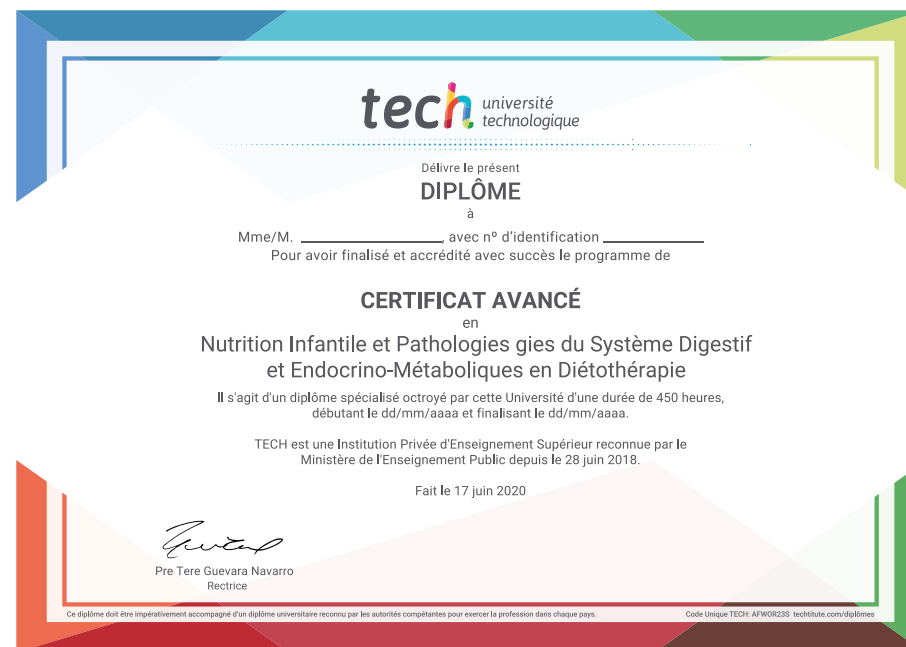 tech université
technologique
Délivre le présent
DIPLÔME
à
Mme/M. ____________________, avec nº d'identification ______________
Pour avoir finalisé et accrédité avec succès le programme de
CERTIFICAT AVANCÉ
en
Nutrition Infantile et Pathologies gies du Système Digestif
et Endocrino-Métaboliques en Diétothérapie
Il s'agit d'un diplôme spécialisé octroyé par cette Université d'une durée de 450 heures,
débutant le dd/mm/aaaa et finalisant le dd/mm/aaaa.
TECH est une Institution Privée d'Enseignement Supérieur reconnue par le
Ministère de l'Enseignement Public depuis le 28 juin 2018.
Fait le 17 juin 2020
Pre Tere Guevara Navarro
Rectrice
Ce diplôme doit être impérativement accompagné d'un diplôme universitaire reconnu par les autorités compétentes pour exercer la profession dans chaque pays.
Code Unique TECH: AFWOR23S techtitute.com/diplômes